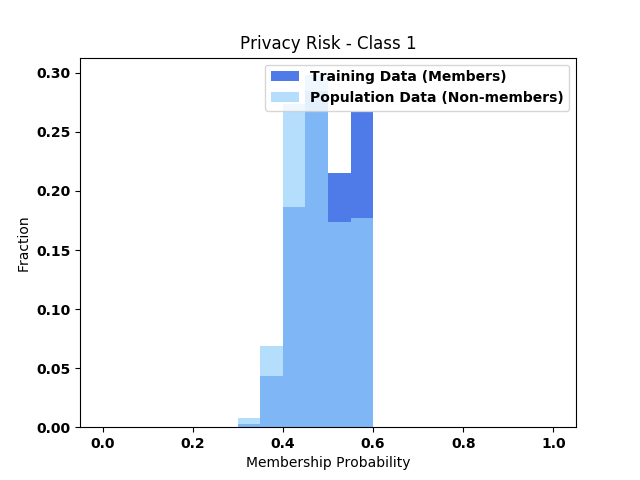 Privacy Risk - Class 1
Training Data (Members)
Population Data (Non-members)
0.30
0.25
0.20
0.15
0.10
0.05
0.00
Fraction
0.0 0.2 0.4 0.6 0.8 1.0
Membership Probability